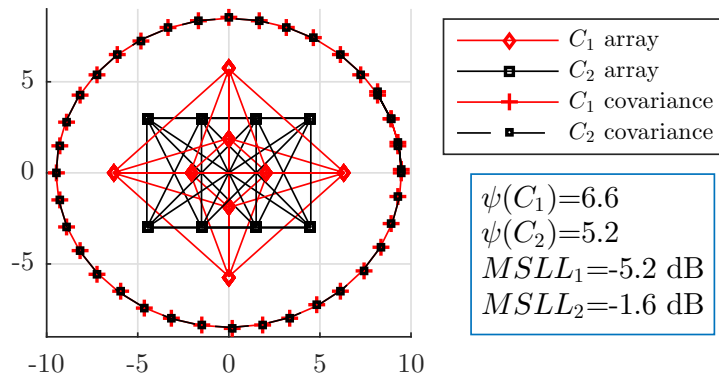 5
0
-5
-10
-5
0
5
10
C₁ array
C₂ array
C₁ covariance
C₂ covariance
ψ(C₁)=6.6
ψ(C₂)=5.2
MSLL₁=-5.2 dB
MSLL₂=-1.6 dB